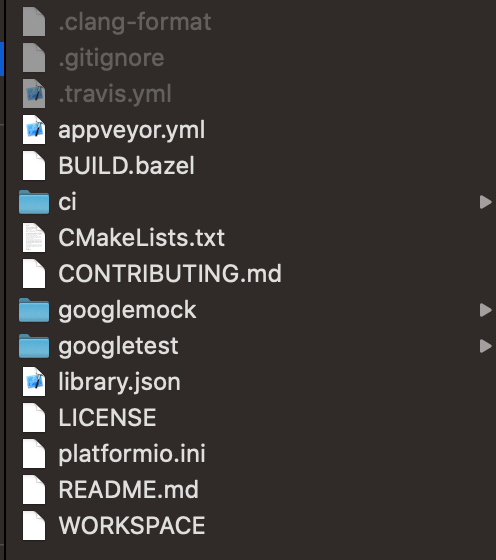 .clang-format
.gitignore
.travis.yml
appveyor.yml
BUILD.bazel
ci
CMakeLists.txt
CONTRIBUTING.md
googlemock
googletest
library.json
LICENSE
platformio.ini
README.md
WORKSPACE